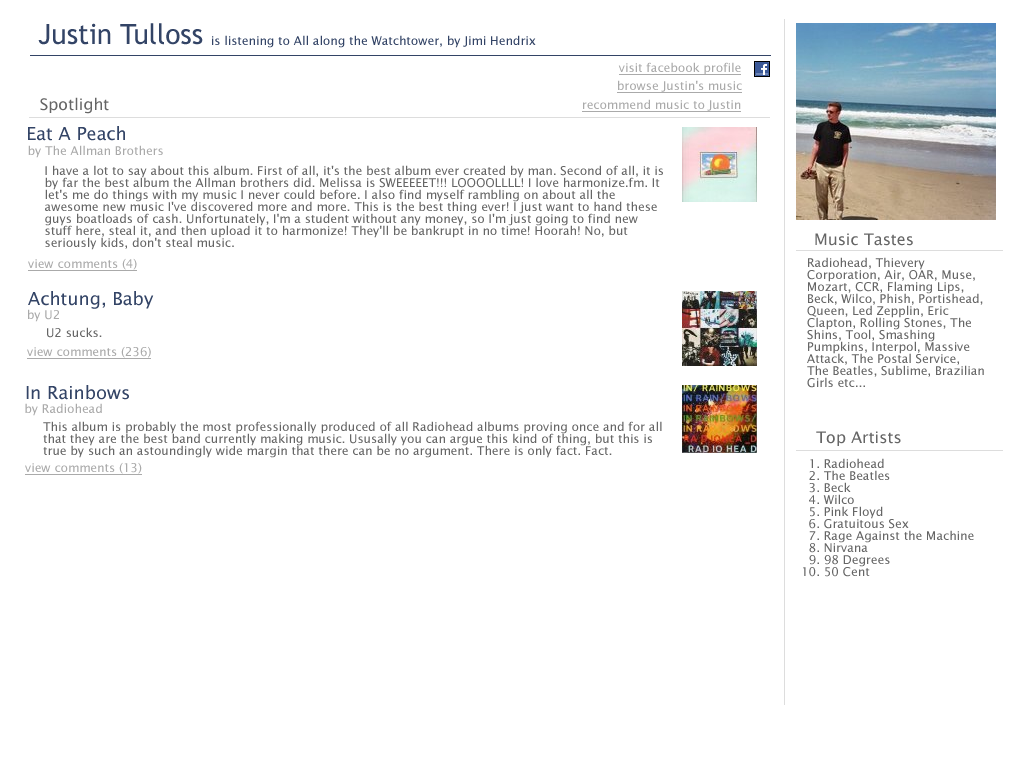 Justin Tulloss is listening to All along the Watchtower, by Jimi Hendrix
visit facebook profile
f
browse Justin's music
recommend music to Justin
Spotlight
Eat A Peach
by The Allman Brothers
I have a lot to say about this album. First of all, it's the best album ever created by man. Second of all, it is
by far the best album the Allman brothers did. Melissa is SWEEEEET!!! LOOOOLLLL! I love harmonize.fm. It
let's me do things with my music I never could before. I also find myself rambling on about all the
awesome new music I've discovered more and more. This is the best thing ever! I just want to hand these
guys boatloads of cash. Unfortunately, I'm a student without any money, so I'm just going to find new
stuff here, steal it, and then upload it to harmonize! They'll be bankrupt in no time! Hoorah! No, but
seriously kids, don't steal music.
view comments (4)
Achtung, Baby
by U2
U2 sucks.
view comments (236)
In Rainbows
by Radiohead
This album is probably the most professionally produced of all Radiohead albums proving once and for all
that they are the best band currently making music. Ususally you can argue this kind of thing, but this is
true by such an astoundingly wide margin that there can be no argument. There is only fact. Fact.
view comments (13)
IN/ RAINBOWS
IN RAIN/BOWS
IN RAINBOW/S
IN RAINBOWS
IN RAINBOWS
RA D IOHEA_D
RAD IO HEA D
Music Tastes
Radiohead, Thievery
Corporation, Air, OAR, Muse,
Mozart, CCR, Flaming Lips,
Beck, Wilco, Phish, Portishead,
Queen, Led Zepplin, Eric
Clapton, Rolling Stones, The
Shins, Tool, Smashing
Pumpkins, Interpol, Massive
Attack, The Postal Service,
The Beatles, Sublime, Brazilian
Girls etc...
Top Artists
1. Radiohead
2. The Beatles
3. Beck
4. Wilco
5. Pink Floyd
6. Gratuitous Sex
7. Rage Against the Machine
8. Nirvana
9. 98 Degrees
10. 50 Cent